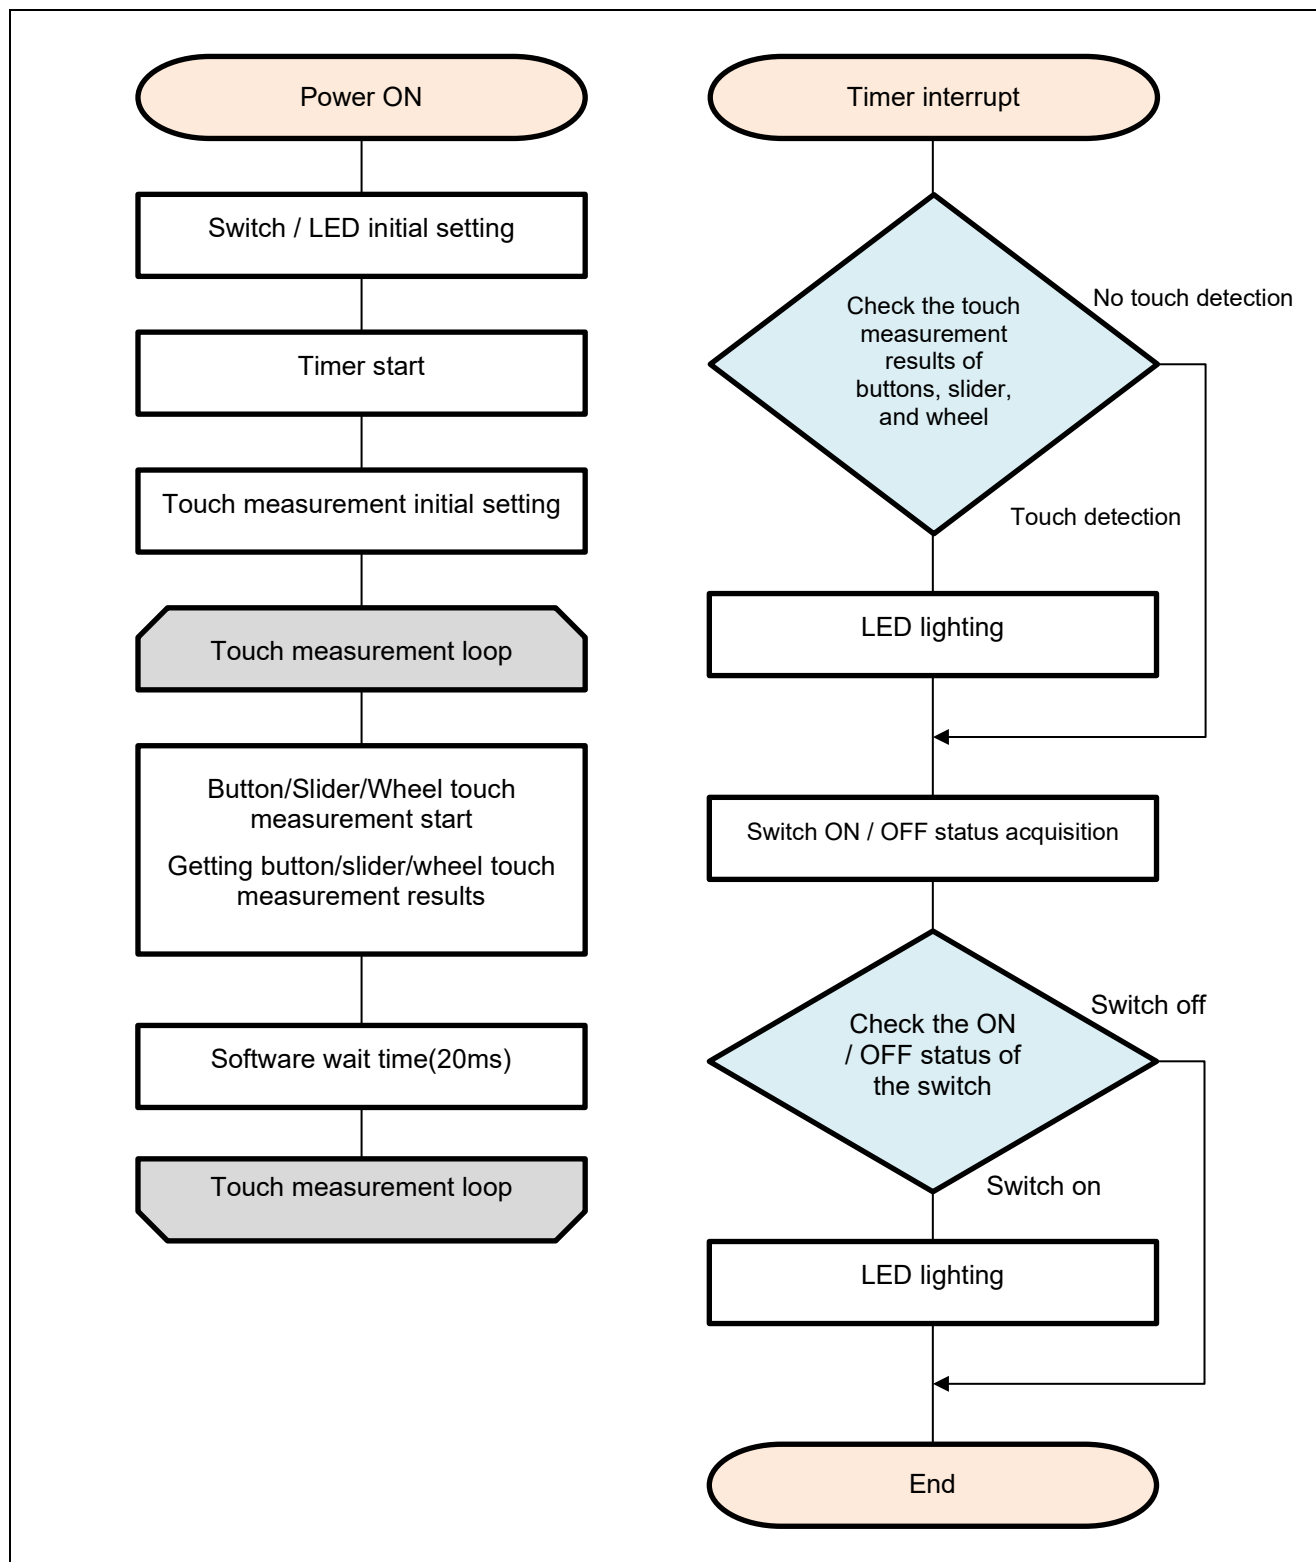 Power ON
Switch / LED initial setting
Timer start
Touch measurement initial setting
Touch measurement loop
Button/Slider/Wheel touch
measurement start
Getting button/slider/wheel touch
measurement results
Software wait time(20ms)
Touch measurement loop
Timer interrupt
Check the touch
measurement
results of
buttons, slider,
and wheel
No touch detection
Touch detection
LED lighting
Switch ON / OFF status acquisition
Check the ON
/ OFF status of
the switch
Switch off
Switch on
LED lighting
End